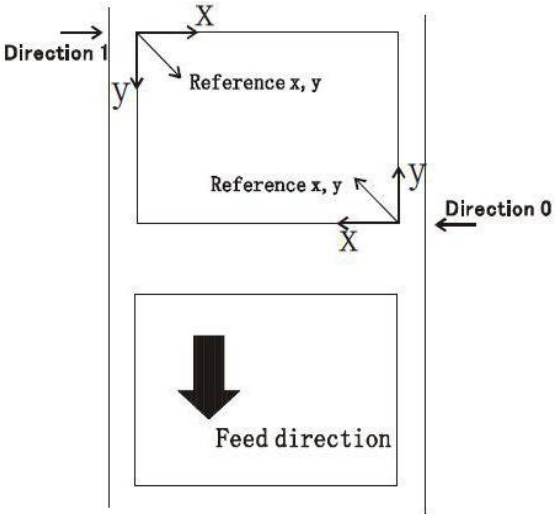 x
Direction 1
y
Reference x, y
Reference x, y
y
Direction 0
x
Feed direction